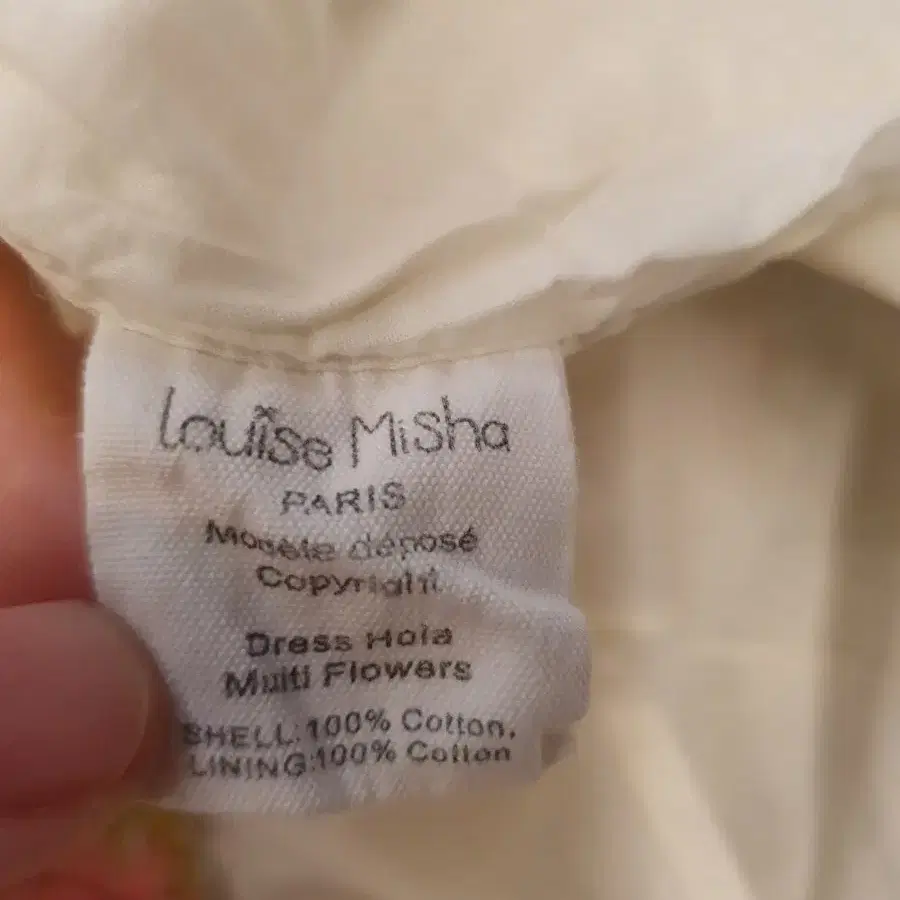 Louise Misha
PARIS
Modèle déposé
Copyright
Dress Hola
Multi Flowers
SHELL:100% Cotton,
LINING:100% Cotton